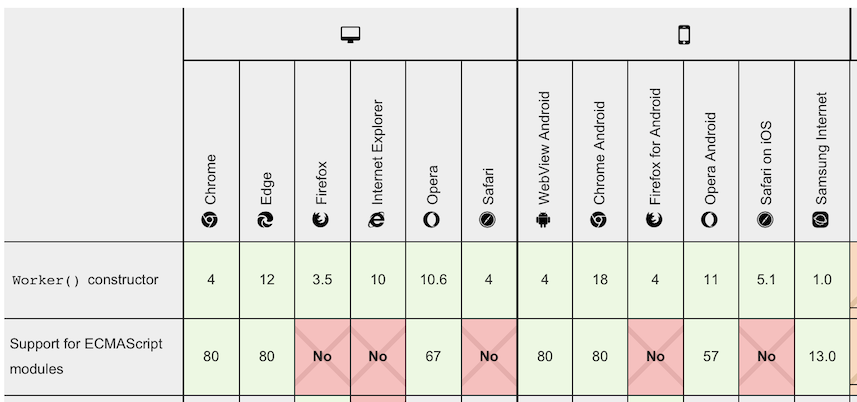 Chrome
Edge
Firefox
Internet Explorer
Opera
Safari
WebView Android
Chrome Android
Firefox for Android
Opera Android
Safari on iOS
Samsung Internet
Worker() constructor 4 12 3.5 10 10.6 4 4 18 4 11 5.1 1.0
Support for ECMAScript
modules 80 80 No No 67 No 80 80 No 57 No 13.0